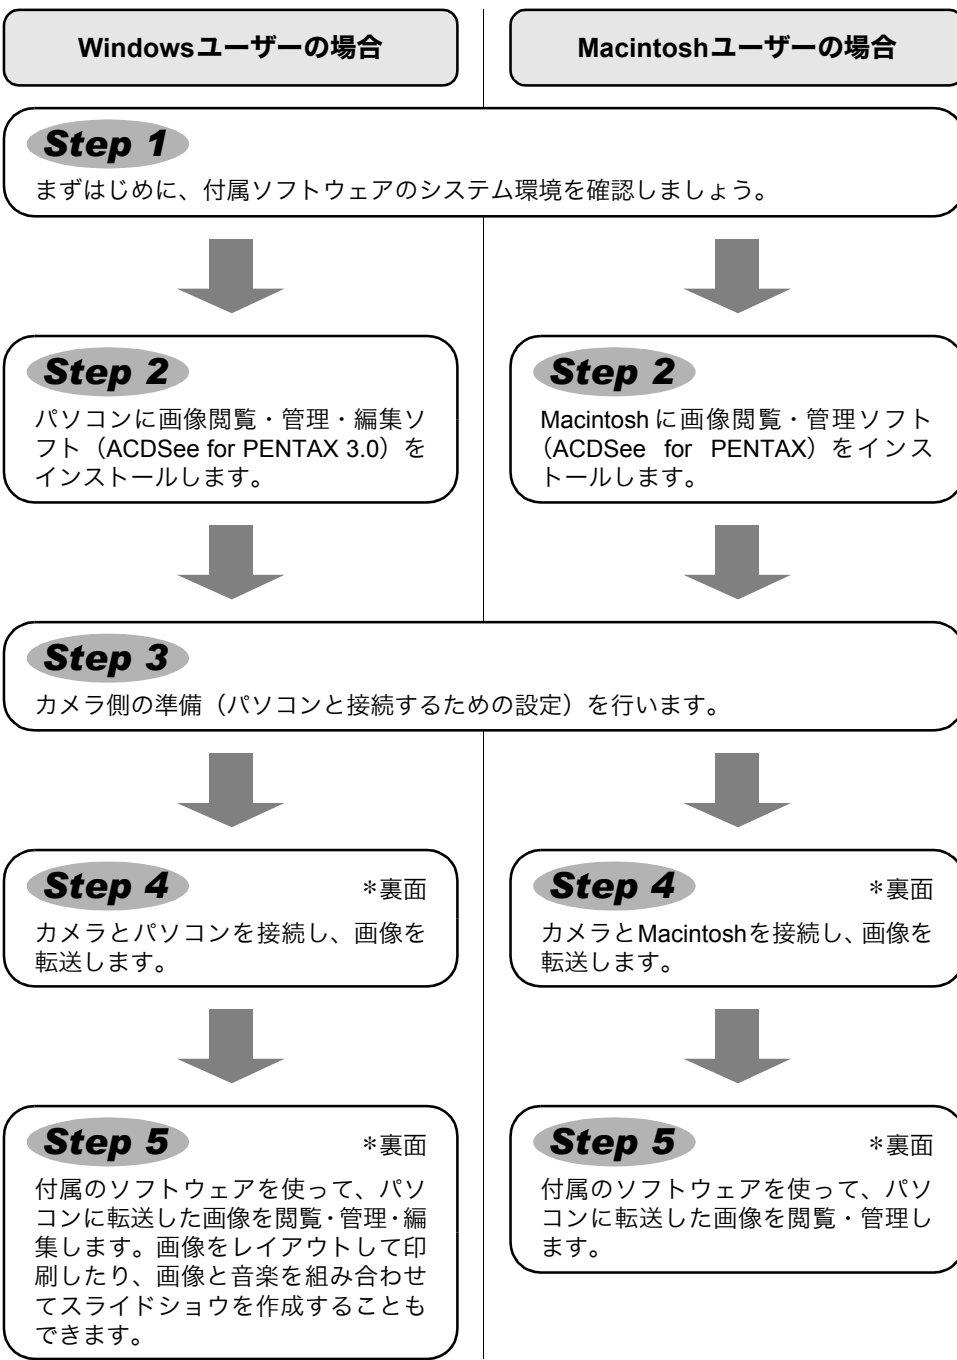 Windowsユーザーの場合
Macintoshユーザーの場合
Step 1
まずはじめに、付属ソフトウェアのシステム環境を確認しましょう。
Step 2
パソコンに画像閲覧・管理・編集ソ
フト（ACDSee for PENTAX 3.0）を
インストールします。
Step 2
Macintosh に画像閲覧・管理ソフト
（ACDSee for PENTAX）をインス
トールします。
Step 3
カメラ側の準備（パソコンと接続するための設定）を行います。
Step 4
＊裏面
カメラとパソコンを接続し、画像を
転送します。
Step 4
＊裏面
カメラとMacintoshを接続し、画像を
転送します。
Step 5
＊裏面
付属のソフトウェアを使って、パソ
コンに転送した画像を閲覧・管理・編
集します。画像をレイアウトして印
刷したり、画像と音楽を組み合わせ
てスライドショウを作成することも
できます。
Step 5
＊裏面
付属のソフトウェアを使って、パソ
コンに転送した画像を閲覧・管理し
ます。